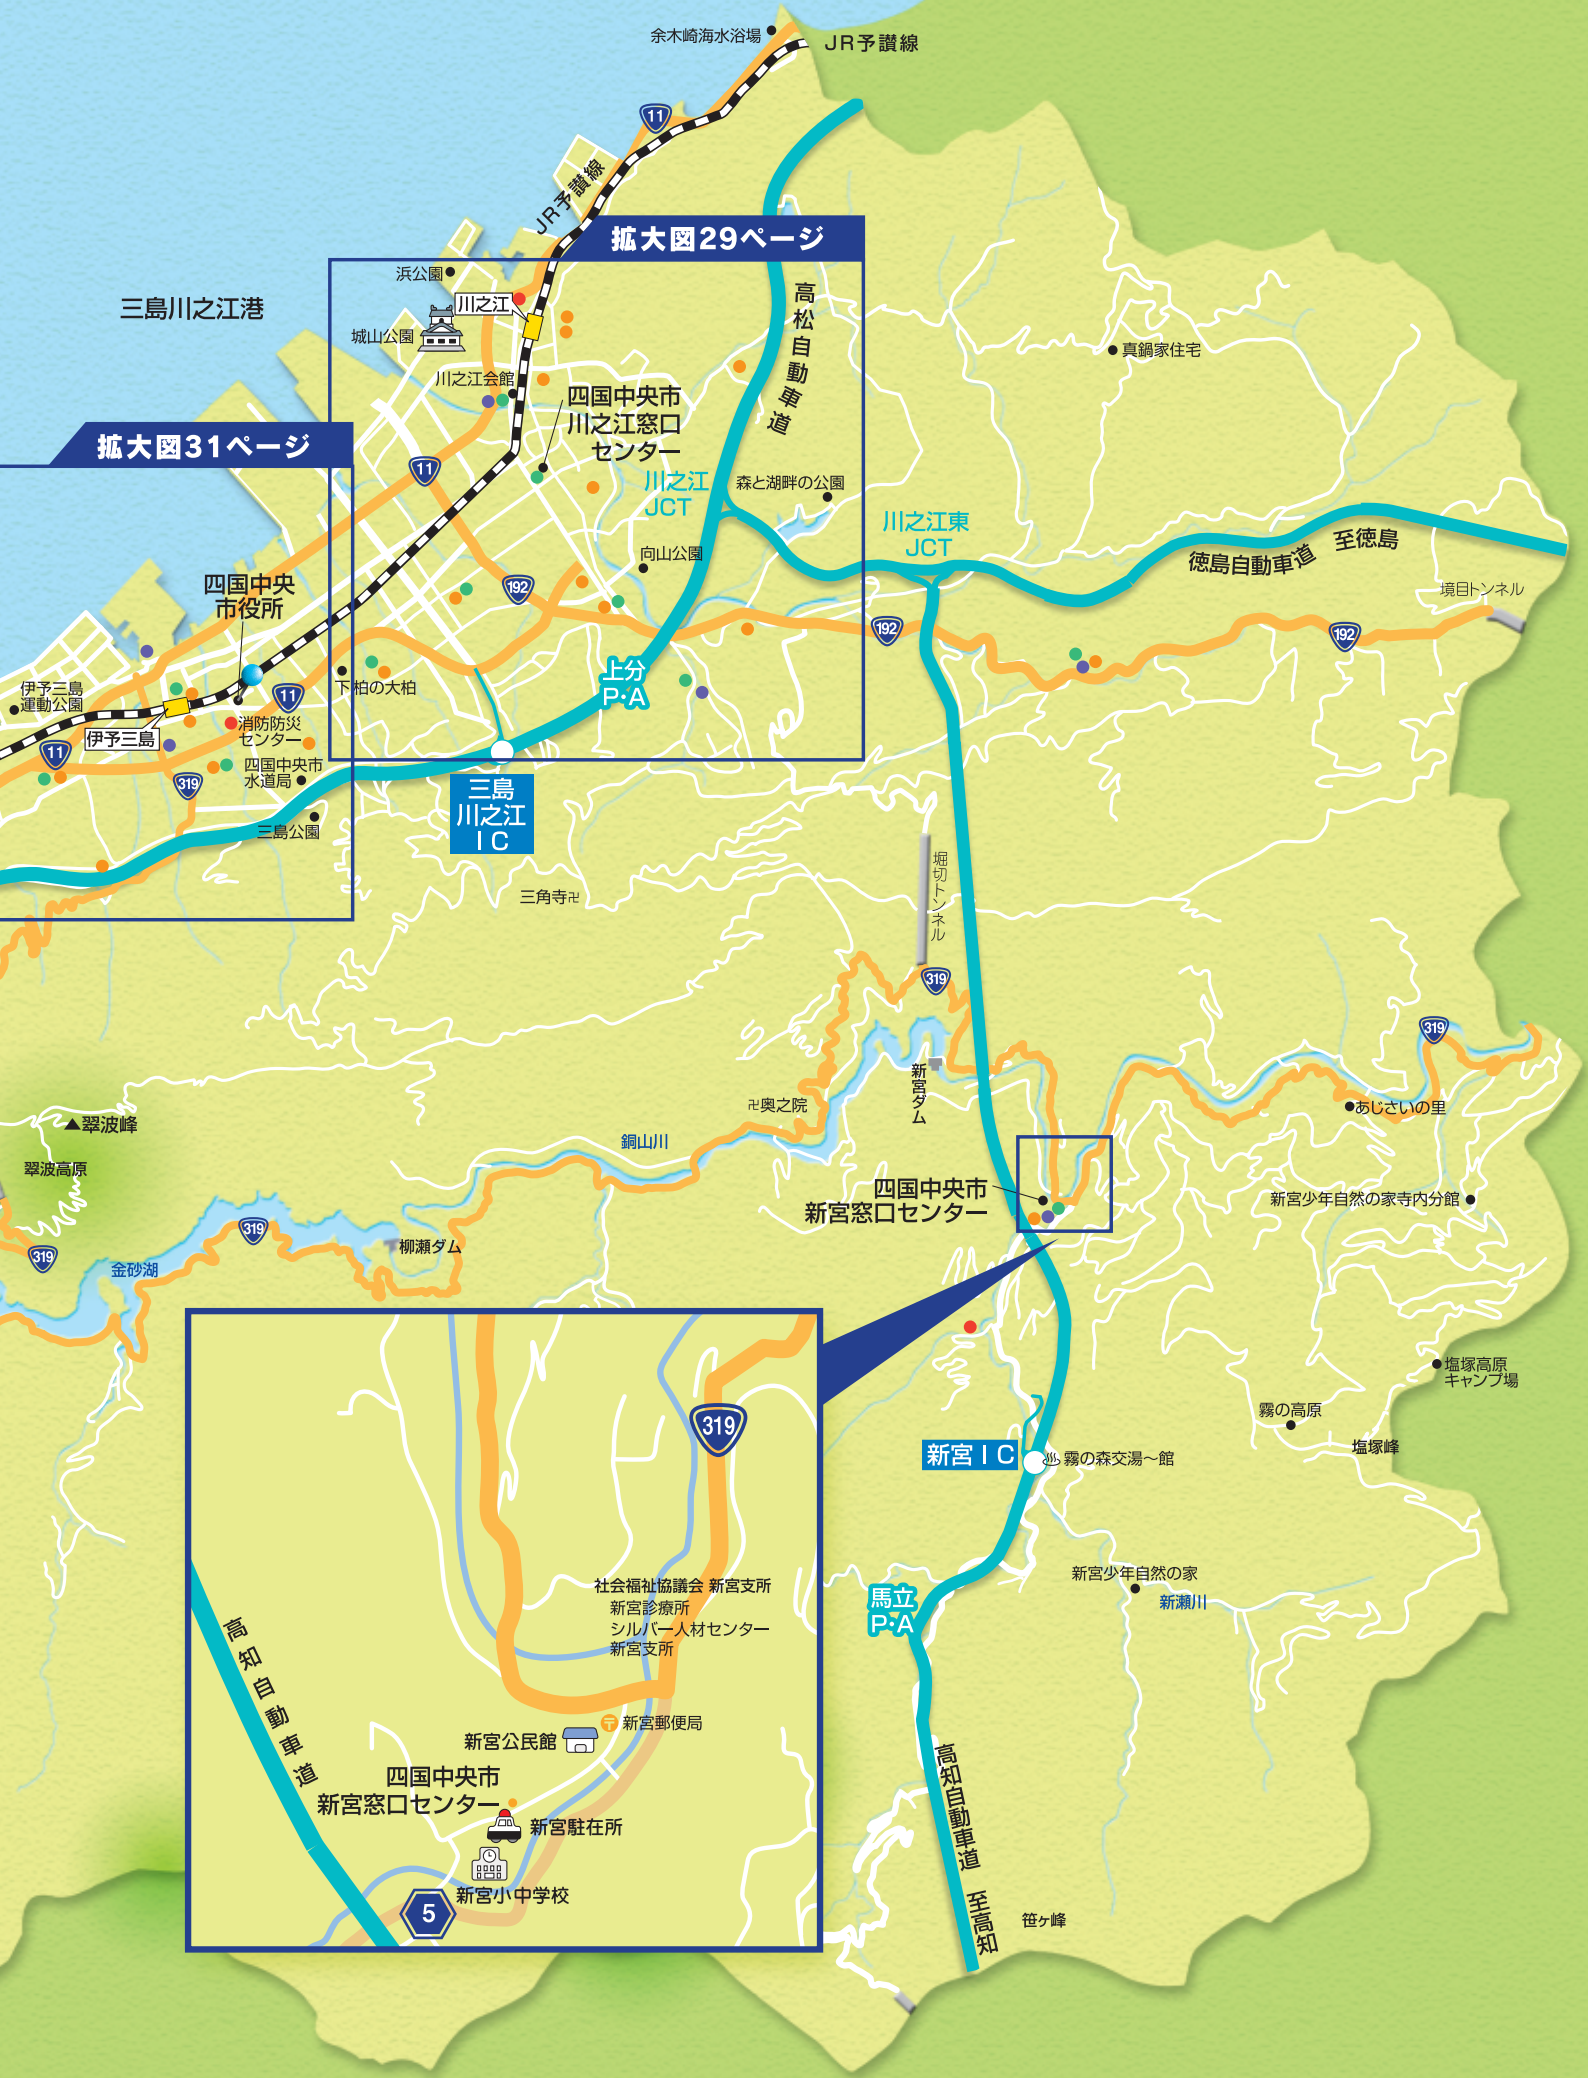 余木崎海水浴場
JR予讃線
11
JR予讃線
拡大図29ページ
浜公園
川之江
三島川之江港
城山公園
高松自動車道
川之江会館
真鍋家住宅
四国中央市
川之江窓口
センター
拡大図31ページ
11
川之江
JCT
森と湖畔の公園
川之江東
JCT
向山公園
徳島自動車道
至徳島
四国中央
市役所
192
境目トンネル
192
192
上分
P・A
伊予三島
運動公園
下柏の大柏
11
消防防災
センター
伊予三島
11
四国中央市
水道局
319
三島
川之江
IC
三島公園
堀切トンネル
三角寺卍
319
319
新宮ダム
卍奥之院
あじさいの里
▲翠波峰
銅山川
翠波高原
四国中央市
新宮窓口センター
新宮少年自然の家寺内分館
319
柳瀬ダム
319
金砂湖
塩塚高原
キャンプ場
霧の高原
塩塚峰
319
新宮IC
♨霧の森交湯〜館
新宮少年自然の家
新瀬川
社会福祉協議会 新宮支所
新宮診療所
シルバー人材センター
新宮支所
馬立
P・A
高知自動車道
〒新宮郵便局
新宮公民館
四国中央市
新宮窓口センター
新宮駐在所
新宮小中学校
5
高知自動車道
至高知
笹ヶ峰